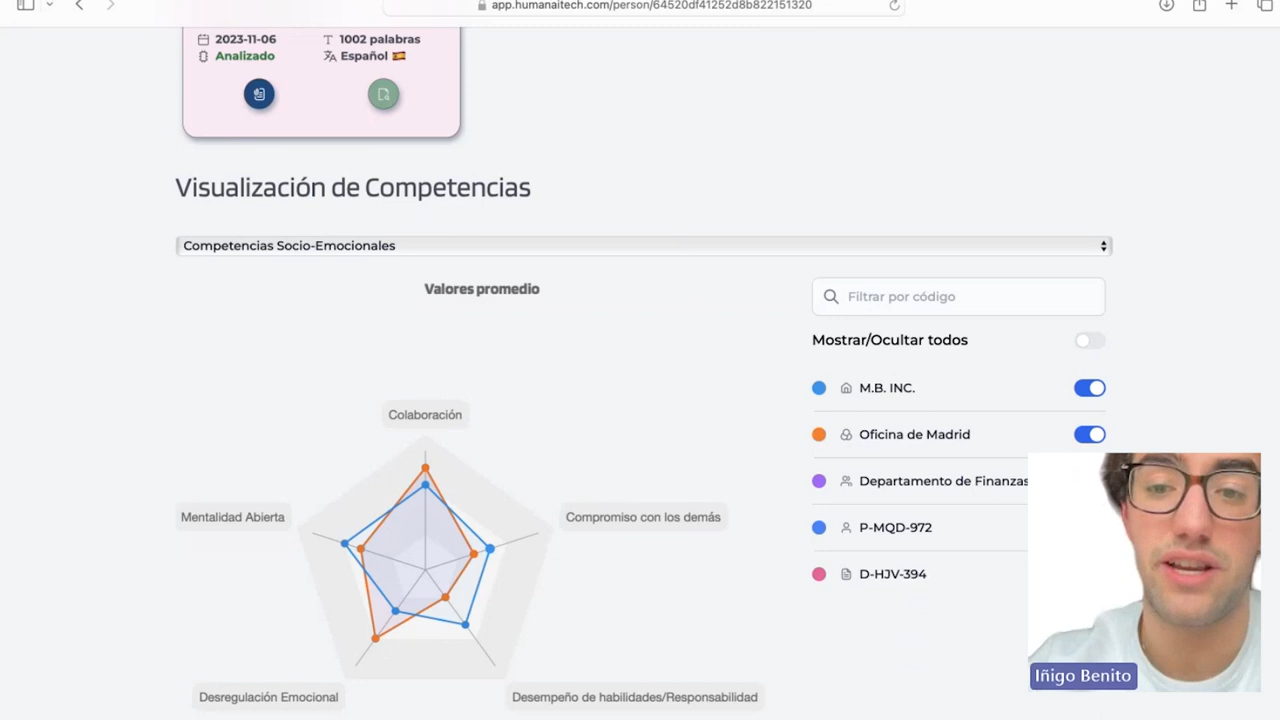 app.humanaitech.com/person/64520df41252d8b822151320
2023-11-06
1002 palabras
Analizado
Español
Visualización de Competencias
Competencias Socio-Emocionales
Valores promedio
Filtrar por código
Mostrar/Ocultar todos
M.B. INC.
Oficina de Madrid
Departamento de Finanzas
P-MQD-972
D-HJV-394
Colaboración
Mentalidad Abierta
Compromiso con los demás
Desregulación Emocional
Desempeño de habilidades/Responsabilidad
Iñigo Benito